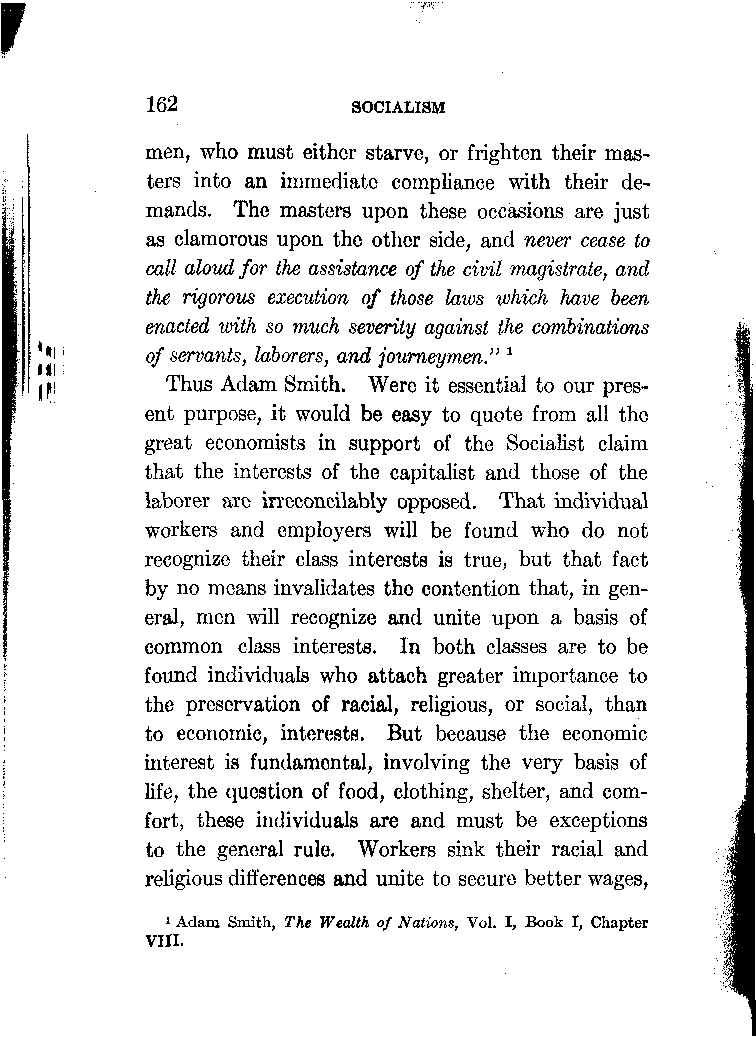 162 SOCIALISM
men, who must either starve, or frighten their mas-
ters into an immediate compliance with their de-
mands. The masters upon these occasions are just
as clamorous upon the other side, and never cease to
call aloud for the assistance of the civil magistrate, and
the rigorous execution of those laws which have been
enacted with so much severity against the combinations
of servants, laborers, and journeymen." 1
Thus Adam Smith. Were it essential to our pres-
ent purpose, it would be easy to quote from all the
great economists in support of the Socialist claim
that the interests of the capitalist and those of the
laborer are irreconcilably opposed. That individual
workers and employers will be found who do not
recognize their class interests is true, but that fact
by no means invalidates the contention that, in gen-
eral, men will recognize and unite upon a basis of
common class interests. In both classes are to be
found individuals who attach greater importance to
the preservation of racial, religious, or social, than
to economic, interests. But because the economic
interest is fundamental, involving the very basis of
life, the question of food, clothing, shelter, and com-
fort, these individuals are and must be exceptions
to the general rule. Workers sink their racial and
religious differences and unite to secure better wages,
1 Adam Smith, The Wealth of Nations, Vol. I, Book I, Chapter
VIII.